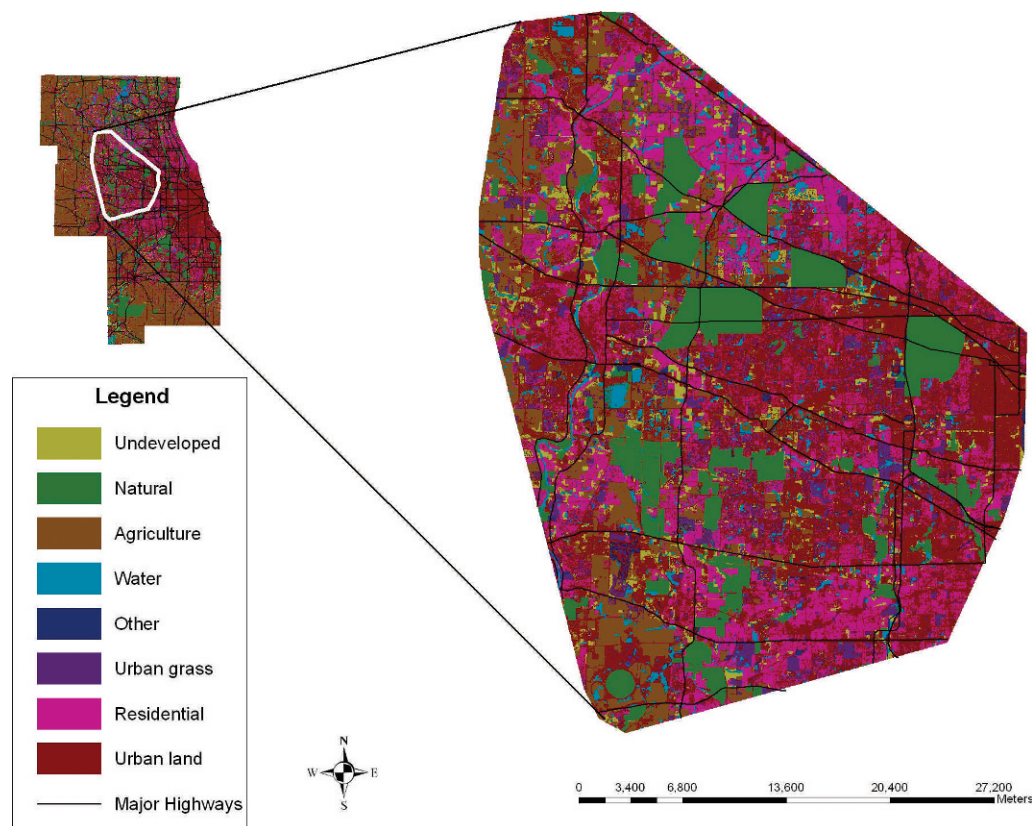 Legend
Undeveloped
Natural
Agriculture
Water
Other
Urban grass
Residential
Urban land
Major Highways
N
W E
S
0 3,400 6,800 13,600 20,400 27,200
Meters